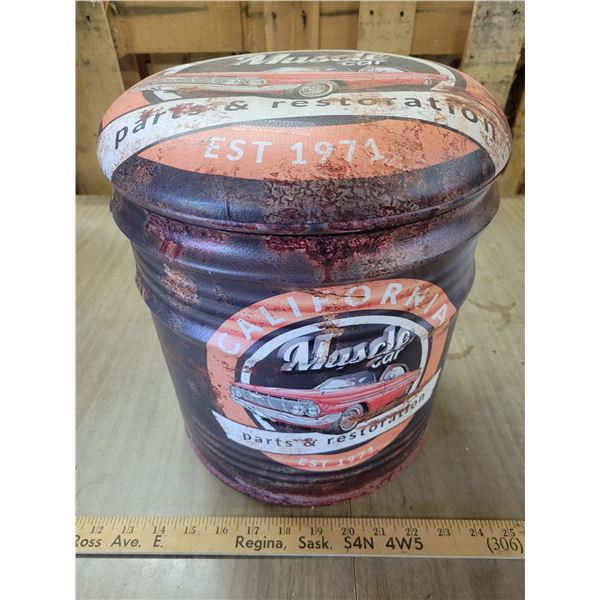 Muscle
car
parts & restoration
EST 1971
CALIFORNIA
Muscle
car
parts & restoration
EST 1971
12 13 14 15 16 17 18 19 20 21 22 23 24 25
Ross Ave. E. Regina, Sask. S4N 4W5 (306)